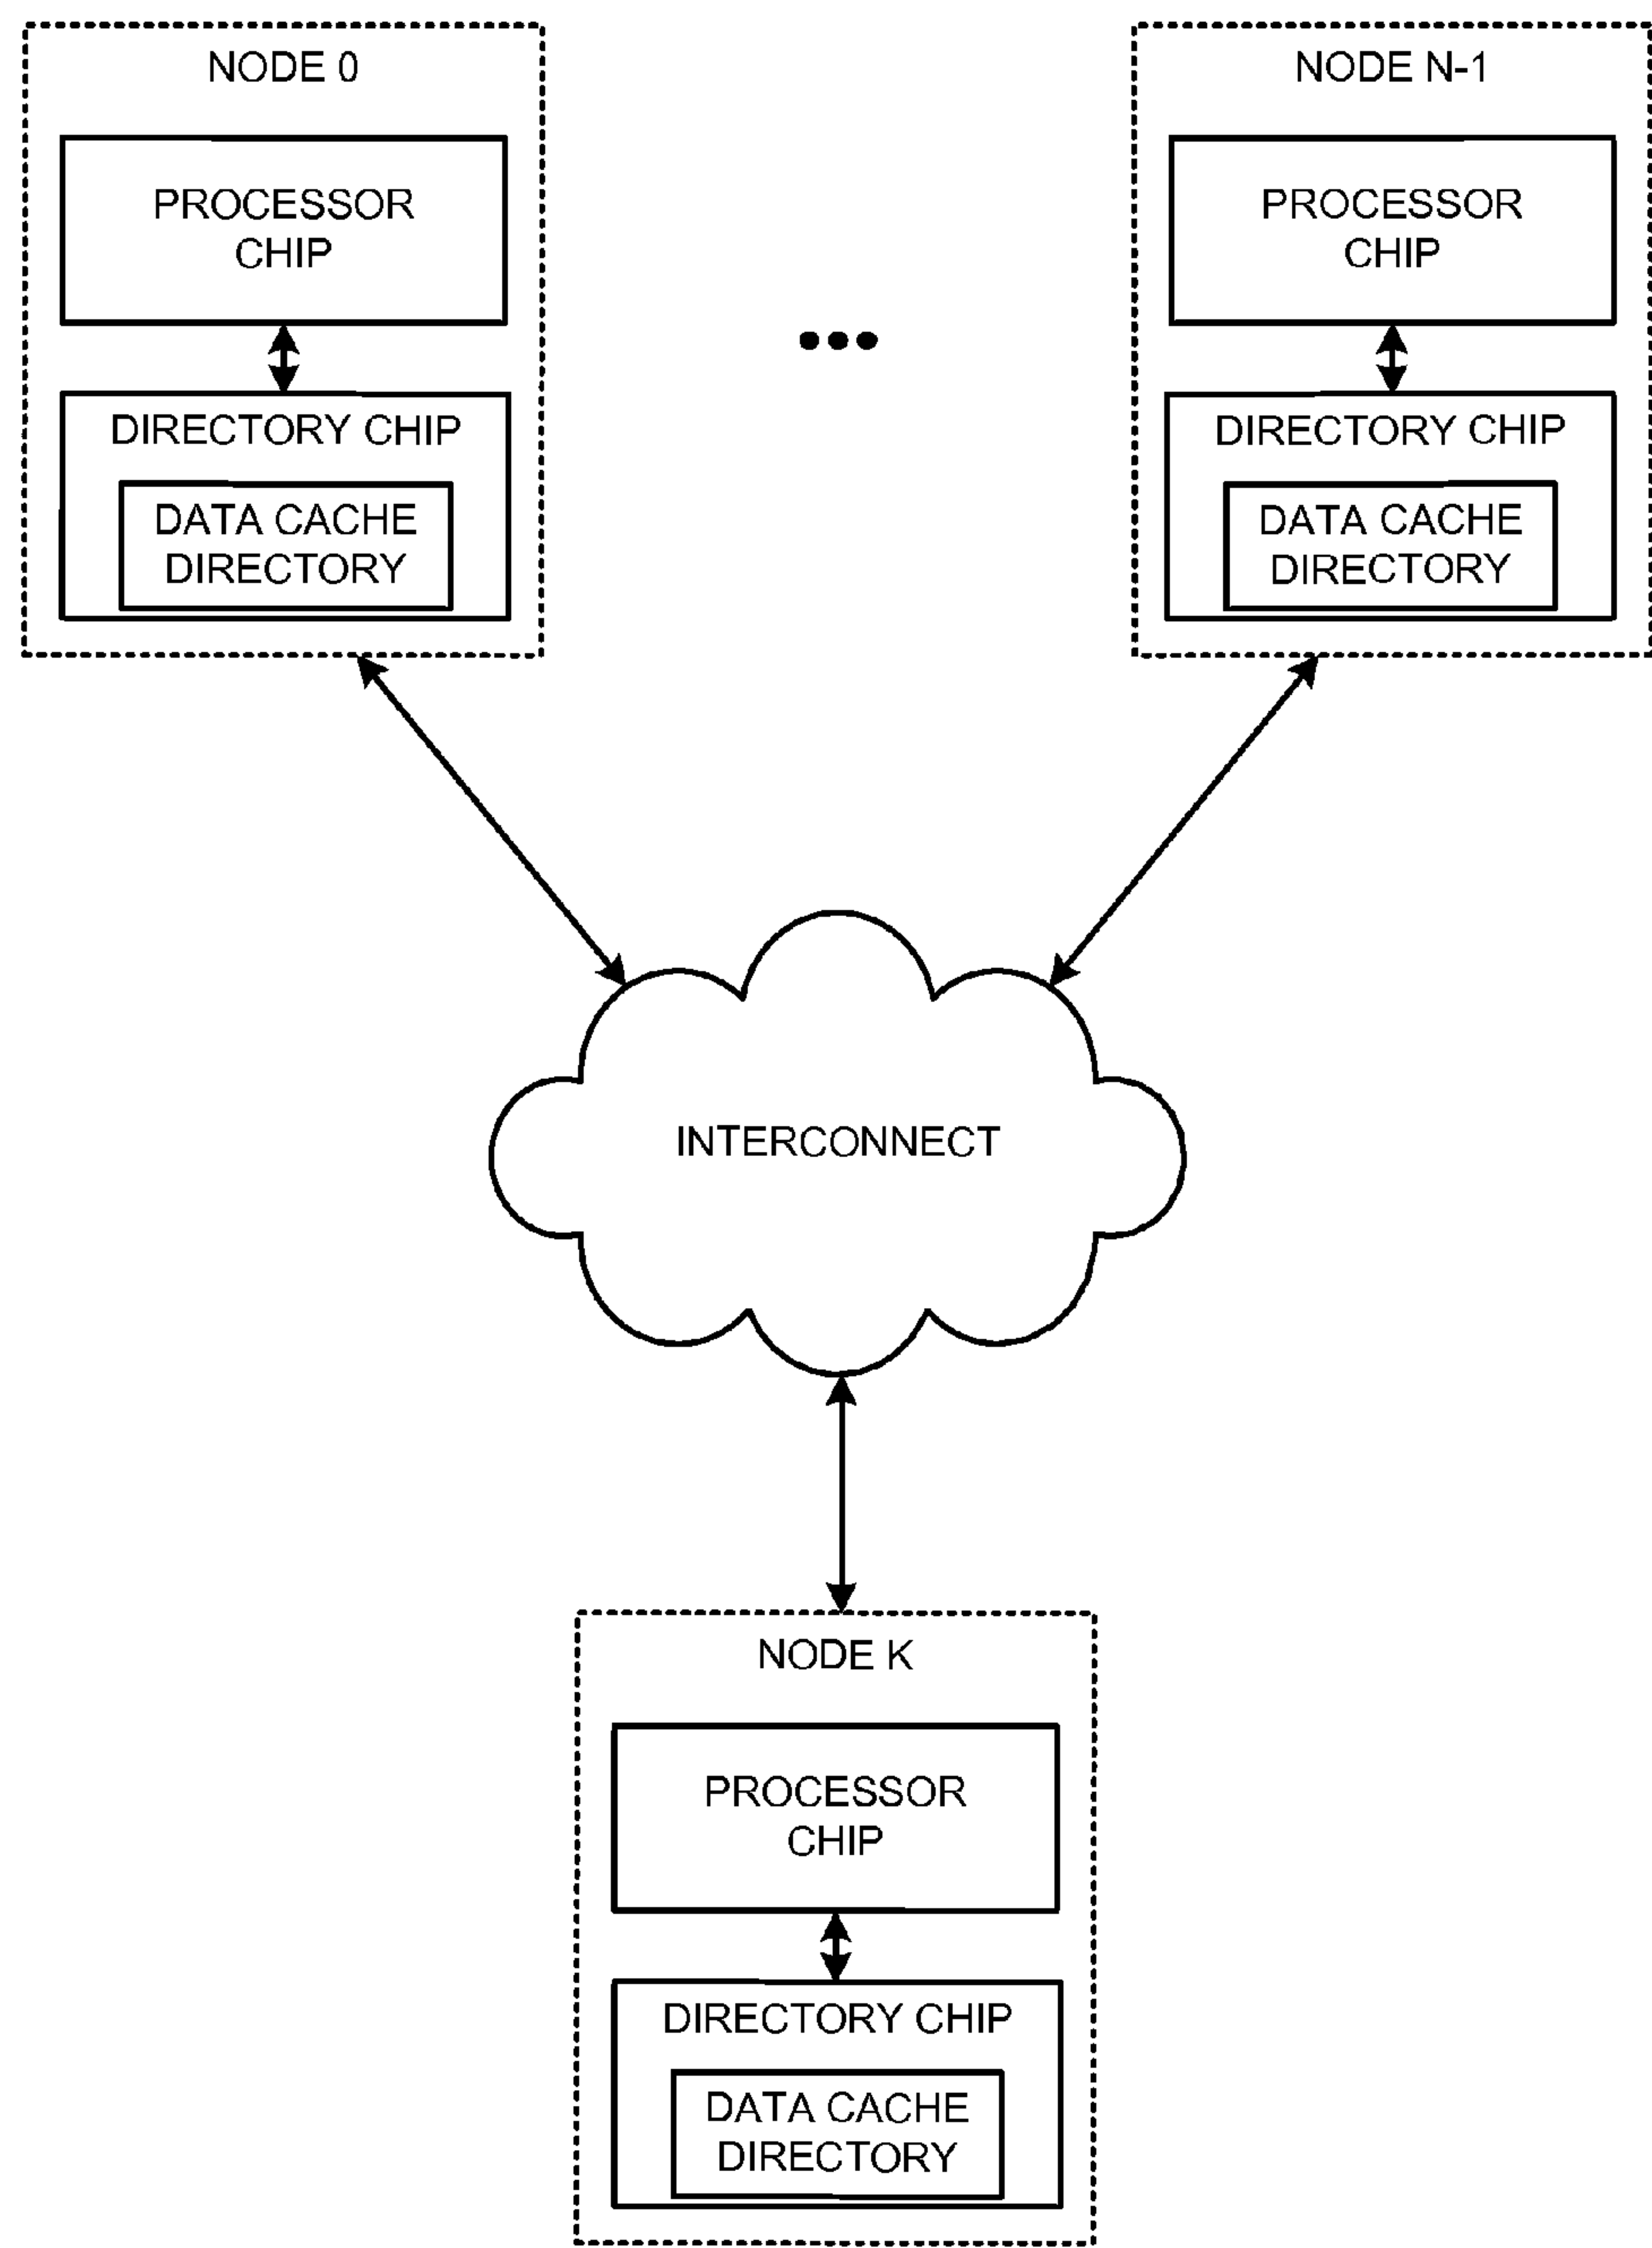 NODE 0
PROCESSOR
CHIP
DIRECTORY CHIP
DATA CACHE
DIRECTORY
NODE N-1
PROCESSOR
CHIP
DIRECTORY CHIP
DATA CACHE
DIRECTORY
INTERCONNECT
NODE K
PROCESSOR
CHIP
DIRECTORY CHIP
DATA CACHE
DIRECTORY